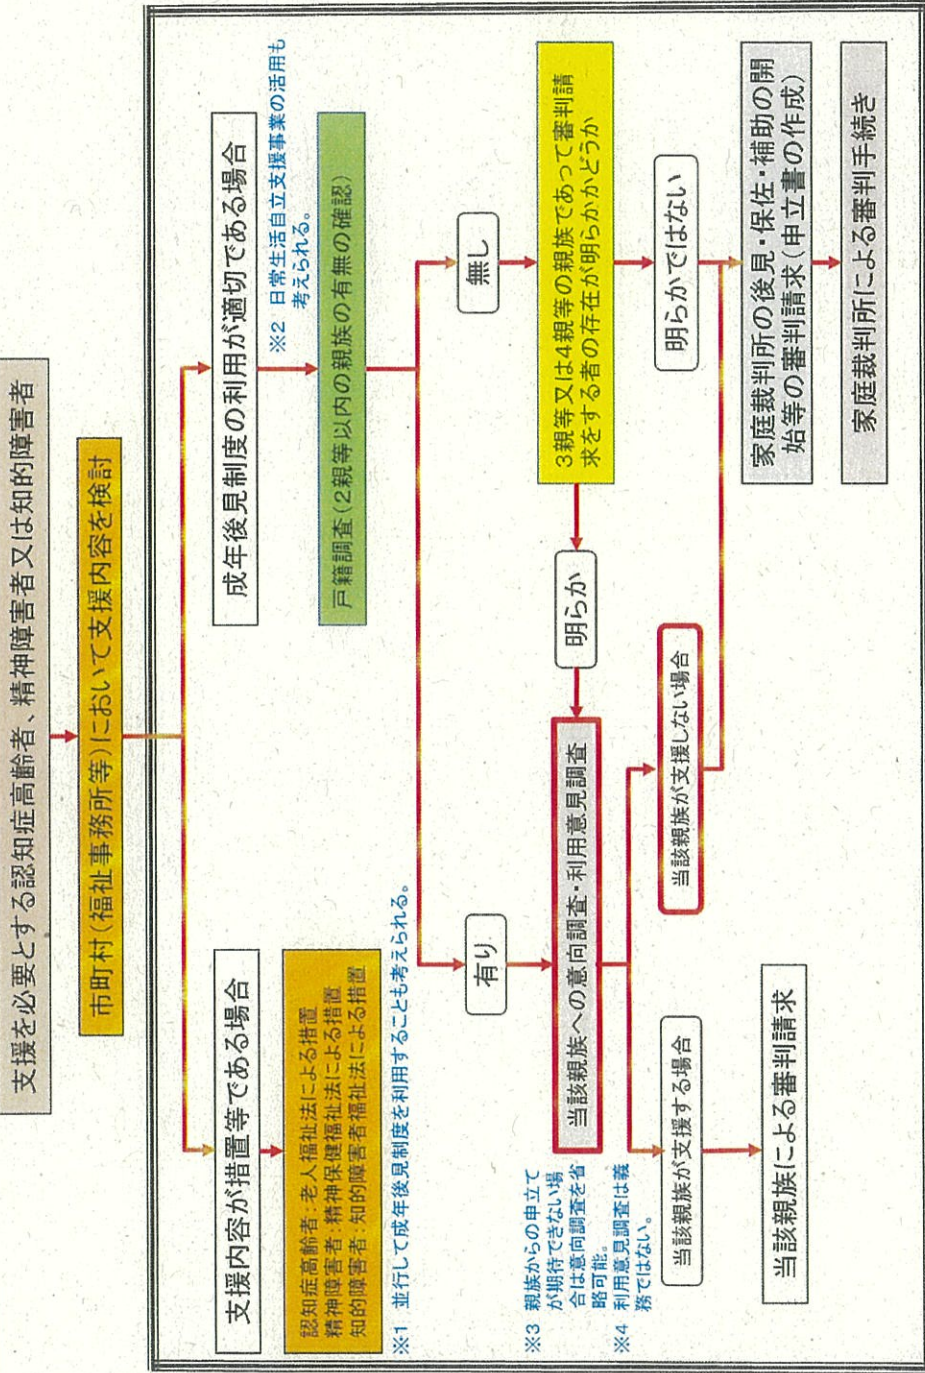 支援を必要とする認知症高齢者、精神障害者又は知的障害者
市町村(福祉事務所等)において支援内容を検討
支援内容が措置等である場合
認知症高齢者:老人福祉法による措置
精神障害者:精神保健福祉法による措置
知的障害者:知的障害者福祉法による措置
※1 並行して成年後見制度を利用することも考えられる。
成年後見制度の利用が適切である場合
※2 日常生活自立支援事業の活用も
考えられる。
戸籍調査(2親等以内の親族の有無の確認)
有り
無し
3親等又は4親等の親族であって審判請
求をする者の存在が明らかかどうか
明らか
明らかではない
※3 親族からの申立て
が期待できない場
合は意向調査を省
略可能。
※4 利用意見調査は義
務ではない。
当該親族への意向調査・利用意見調査
当該親族が支援する場合
当該親族が支援しない場合
当該親族による審判請求
家庭裁判所の後見・保佐・補助の開
始等の審判請求(申立書の作成)
家庭裁判所による審判手続き